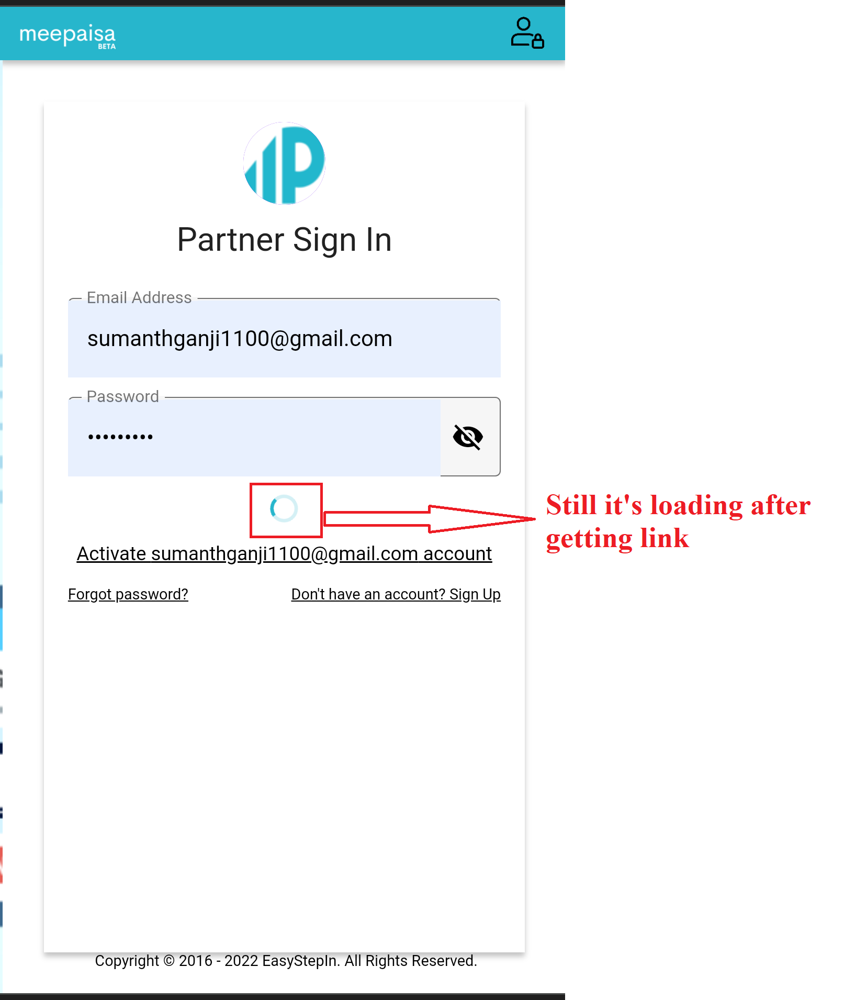 meepaisa
BETA
Partner Sign In
Email Address
sumanthganji1100@gmail.com
Password
•••••••••
Still it's loading after
getting link
Activate sumanthganji1100@gmail.com account
Forgot password? Don't have an account? Sign Up
Copyright © 2016 - 2022 EasyStepIn. All Rights Reserved.